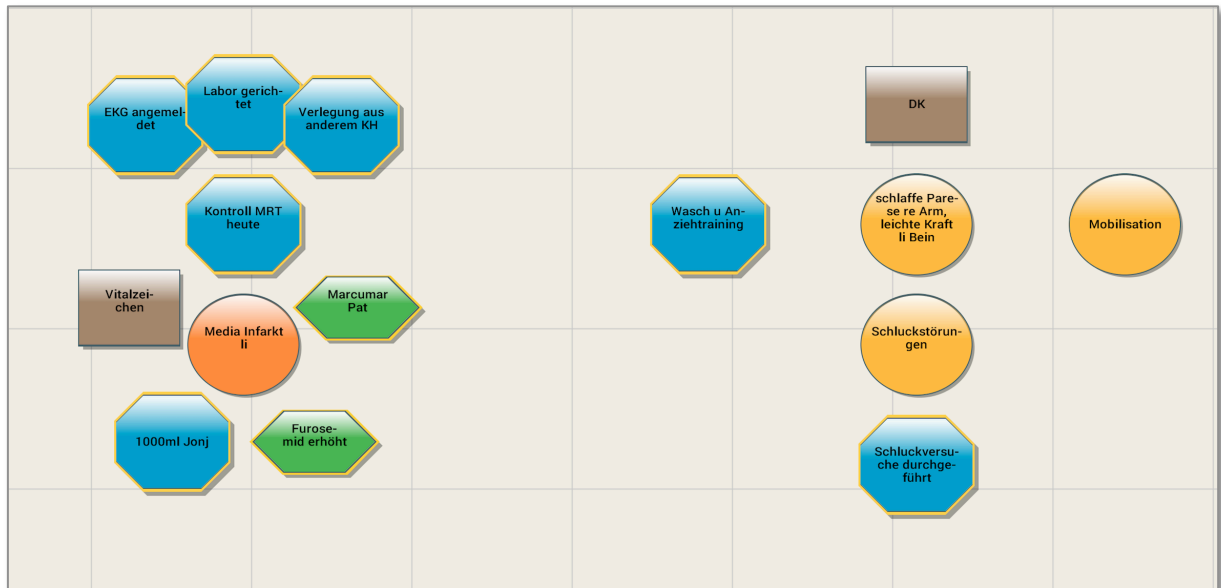 EKG angemel-
det
Labor gerich-
tet
Verlegung aus
anderem KH
Kontroll MRT
heute
Vitalzei-
chen
Marcumar
Pat
Media Infarkt
li
1000ml Jonj
Furose-
mid erhöht
DK
Wasch u An-
ziehtraining
schlaffe Pare-
se re Arm,
leichte Kraft
li Bein
Mobilisation
Schluckstörun-
gen
Schluckversu-
che durchge-
führt